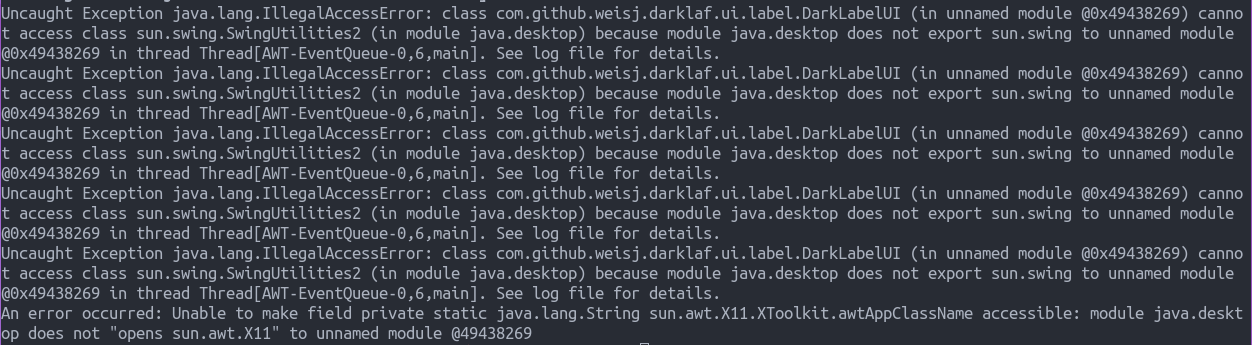 Uncaught Exception java.lang.IllegalAccessError: class com.github.weisj.darklaf.ui.label.DarkLabelUI (in unnamed module @0x49438269) canno
t access class sun.swing.SwingUtilities2 (in module java.desktop) because module java.desktop does not export sun.swing to unnamed module 
@0x49438269 in thread Thread[AWT-EventQueue-0,6,main]. See log file for details.
Uncaught Exception java.lang.IllegalAccessError: class com.github.weisj.darklaf.ui.label.DarkLabelUI (in unnamed module @0x49438269) canno
t access class sun.swing.SwingUtilities2 (in module java.desktop) because module java.desktop does not export sun.swing to unnamed module 
@0x49438269 in thread Thread[AWT-EventQueue-0,6,main]. See log file for details.
Uncaught Exception java.lang.IllegalAccessError: class com.github.weisj.darklaf.ui.label.DarkLabelUI (in unnamed module @0x49438269) canno
t access class sun.swing.SwingUtilities2 (in module java.desktop) because module java.desktop does not export sun.swing to unnamed module 
@0x49438269 in thread Thread[AWT-EventQueue-0,6,main]. See log file for details.
Uncaught Exception java.lang.IllegalAccessError: class com.github.weisj.darklaf.ui.label.DarkLabelUI (in unnamed module @0x49438269) canno
t access class sun.swing.SwingUtilities2 (in module java.desktop) because module java.desktop does not export sun.swing to unnamed module 
@0x49438269 in thread Thread[AWT-EventQueue-0,6,main]. See log file for details.
Uncaught Exception java.lang.IllegalAccessError: class com.github.weisj.darklaf.ui.label.DarkLabelUI (in unnamed module @0x49438269) canno
t access class sun.swing.SwingUtilities2 (in module java.desktop) because module java.desktop does not export sun.swing to unnamed module 
@0x49438269 in thread Thread[AWT-EventQueue-0,6,main]. See log file for details.
An error occurred: Unable to make field private static java.lang.String sun.awt.X11.XToolkit.awtAppClassName accessible: module java.deskt
op does not "opens sun.awt.X11" to unnamed module @49438269